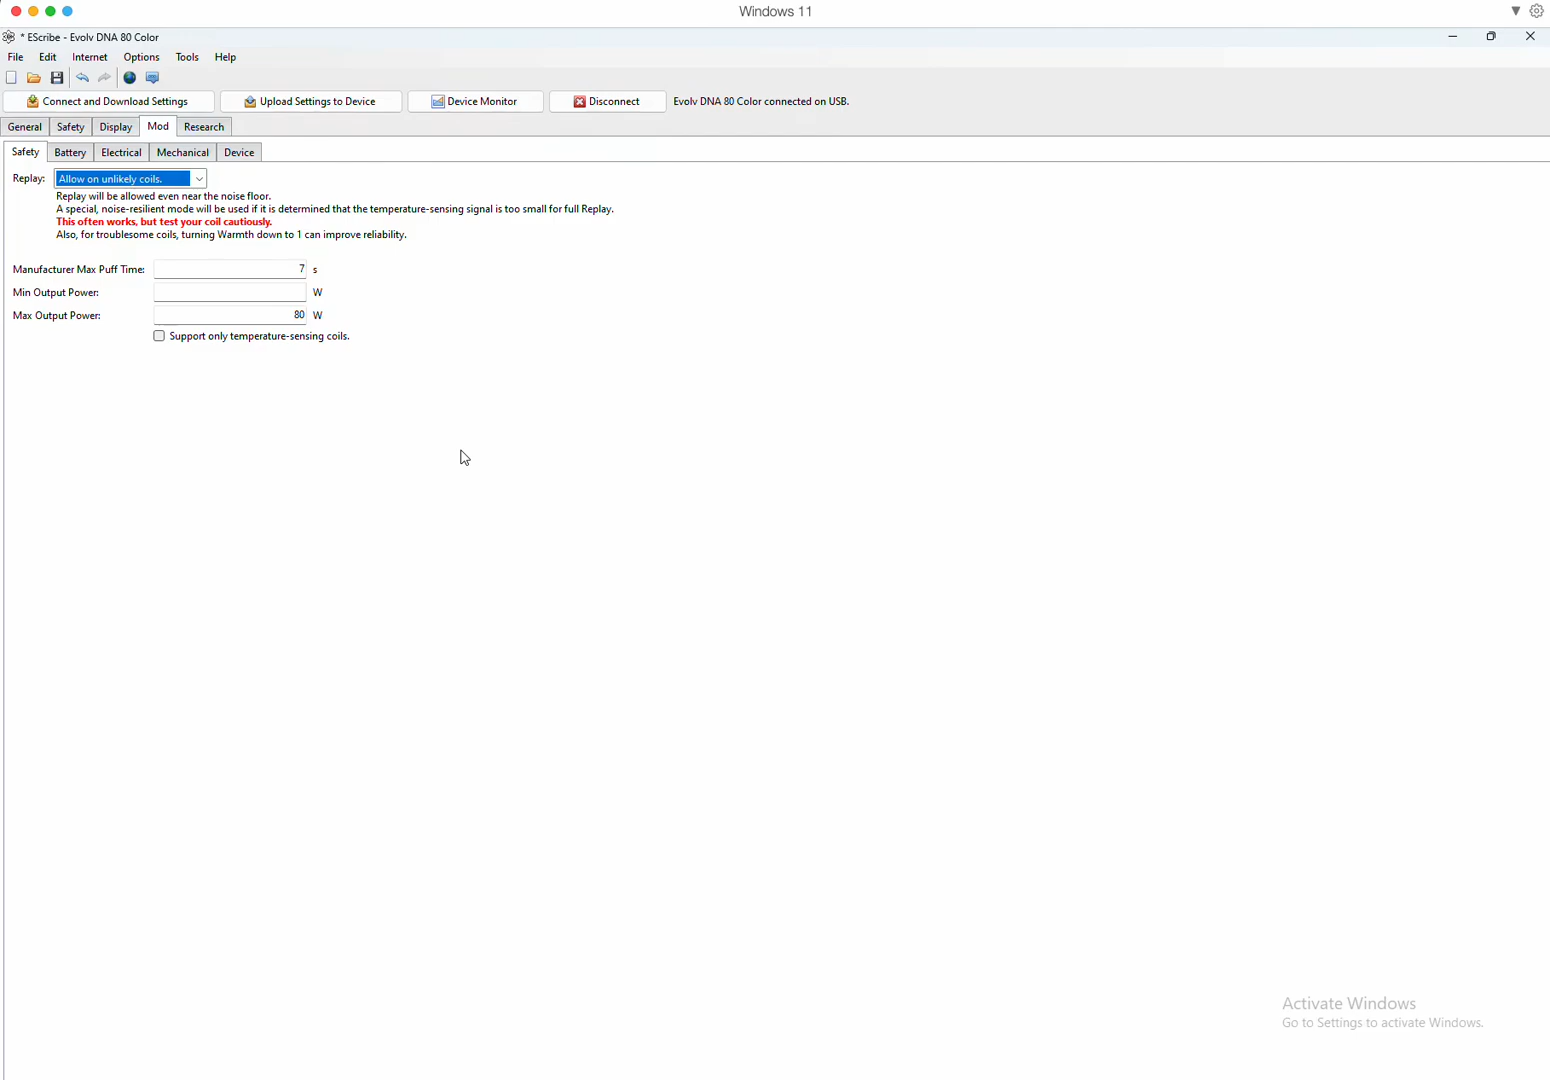 Windows 11
* EScribe - Evolv DNA 80 Color
File Edit Internet Options Tools Help
Connect and Download Settings Upload Settings to Device Device Monitor Disconnect Evolv DNA 80 Color connected on USB.
General Safety Display Mod Research
Safety Battery Electrical Mechanical Device
Replay: Allow on unlikely coils.
Replay will be allowed even near the noise floor.
A special, noise-resilient mode will be used if it is determined that the temperature-sensing signal is too small for full Replay.
This often works, but test your coil cautiously.
Also, for troublesome coils, turning Warmth down to 1 can improve reliability.
Manufacturer Max Puff Time: 7 s
Min Output Power: W
Max Output Power: 80 W
Support only temperature-sensing coils.
Activate Windows
Go to Settings to activate Windows.